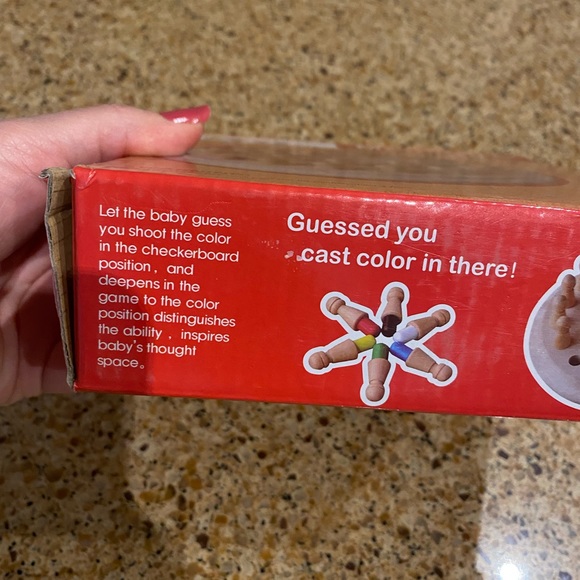 Let the baby guess
you shoot the color
in the checkerboard
position，and
deepens in the
game to the color
position distinguishes
the ability，inspires
baby's thought
space。
Guessed you
cast color in there!